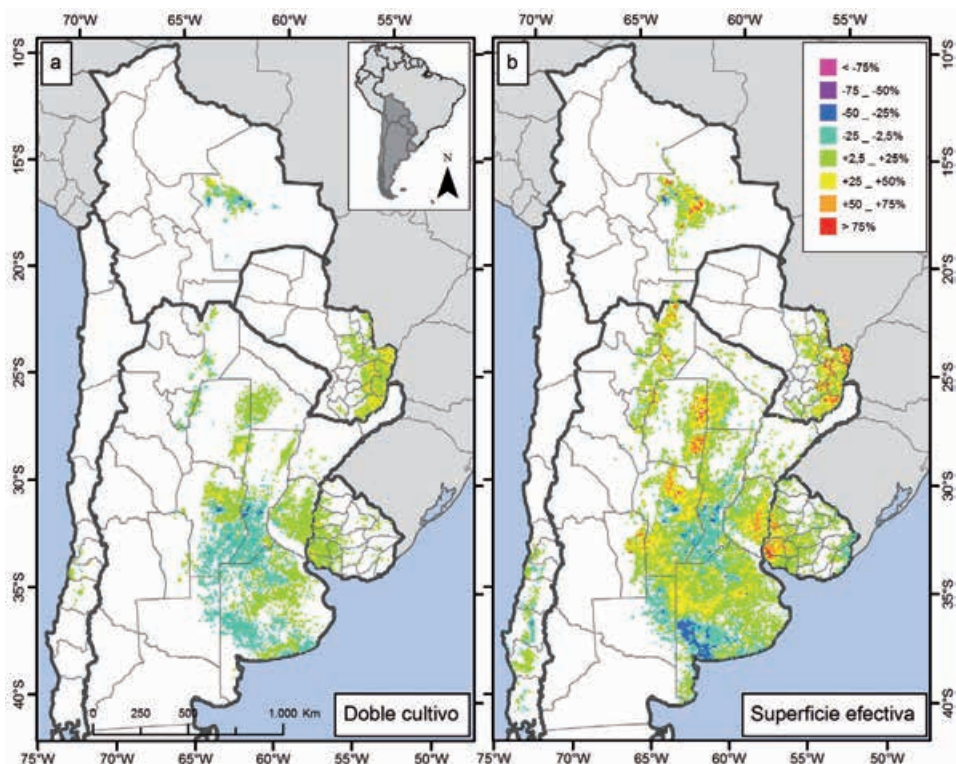 70°W 65°W 60°W 55°W
70°W 65°W 60°W 55°W
a
b
N
10°S
15°S
20°S
25°S
30°S
35°S
40°S
< -75%
-75 _ -50%
-50 _ -25%
-25 _ -2,5%
+2,5 _ +25%
+25 _ +50%
+50 _ +75%
> 75%
10°S
15°S
20°S
25°S
30°S
35°S
40°S
0 250 500 1.000 Km
Doble cultivo
Superficie efectiva
75°W 70°W 65°W 60°W 55°W
75°W 70°W 65°W 60°W 55°W 50°W